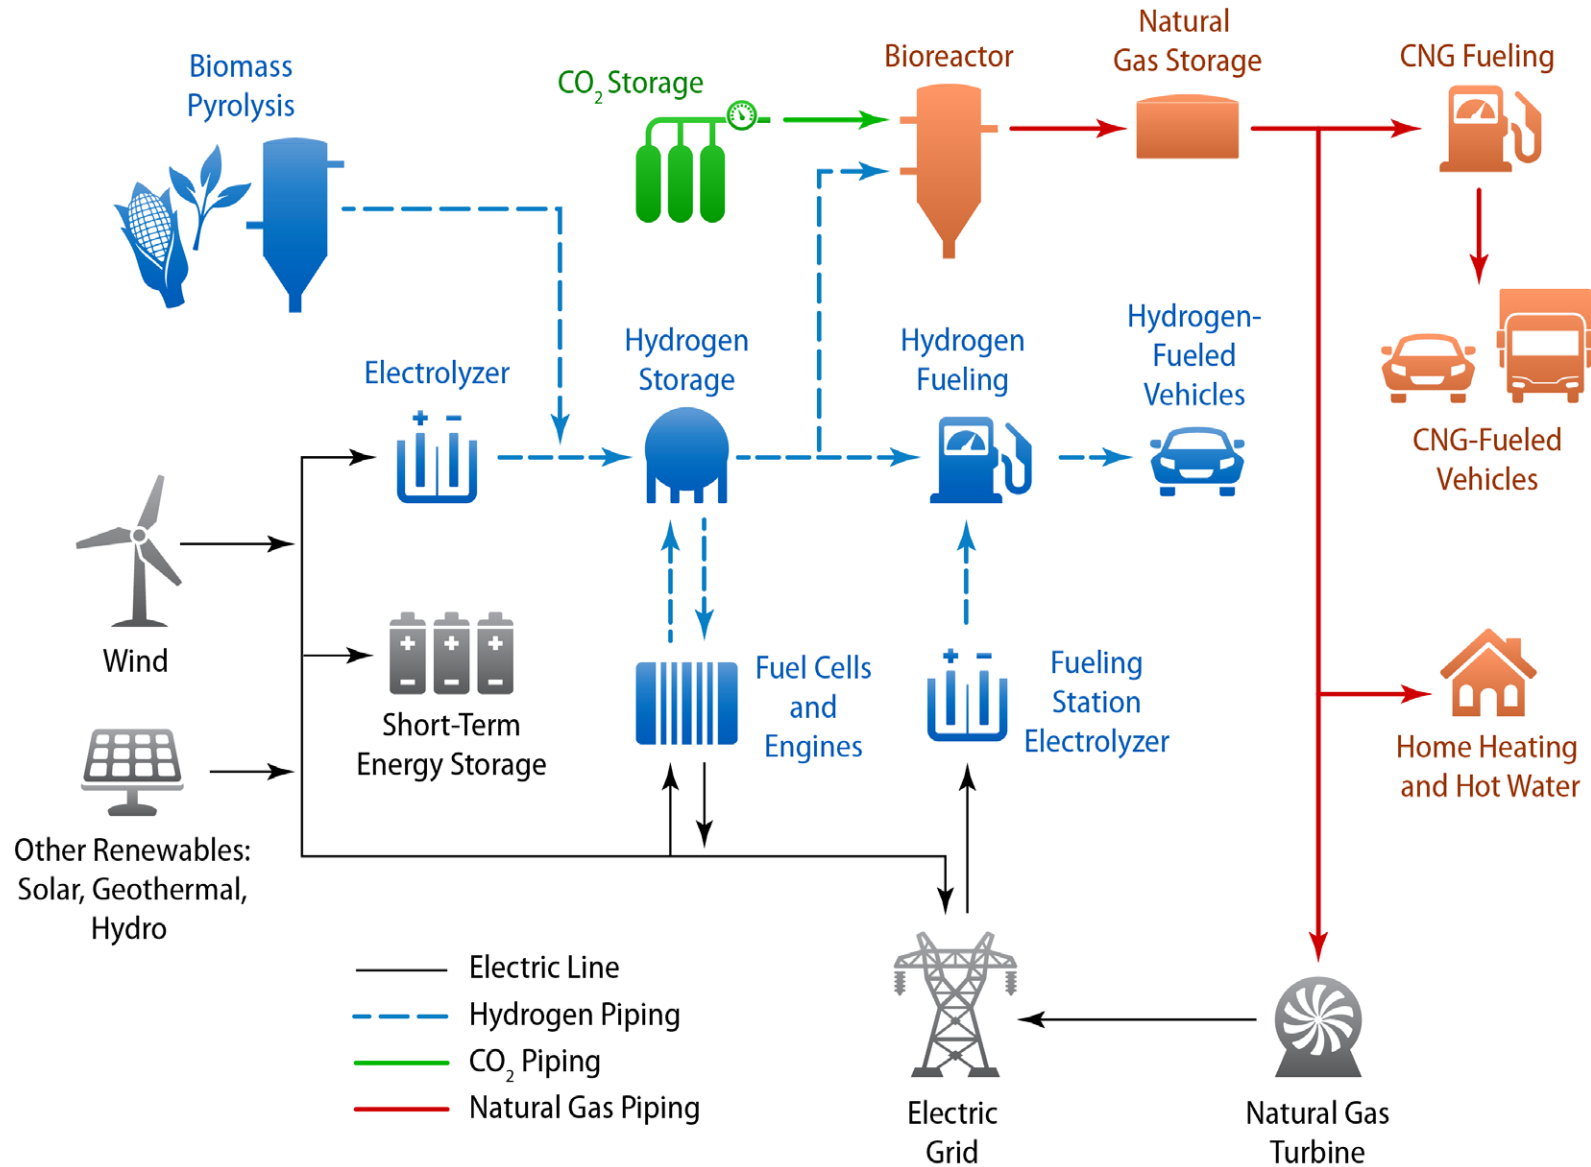 Biomass
Pyrolysis
CO2 Storage
Bioreactor
Natural
Gas Storage
CNG Fueling
Electrolyzer
Hydrogen
Storage
Hydrogen
Fueling
Hydrogen-
Fueled
Vehicles
CNG-Fueled
Vehicles
Wind
Short-Term
Energy Storage
Fuel Cells
and
Engines
Fueling
Station
Electrolyzer
Home Heating
and Hot Water
Other Renewables:
Solar, Geothermal,
Hydro
Electric Line
Hydrogen Piping
CO2 Piping
Natural Gas Piping
Electric
Grid
Natural Gas
Turbine